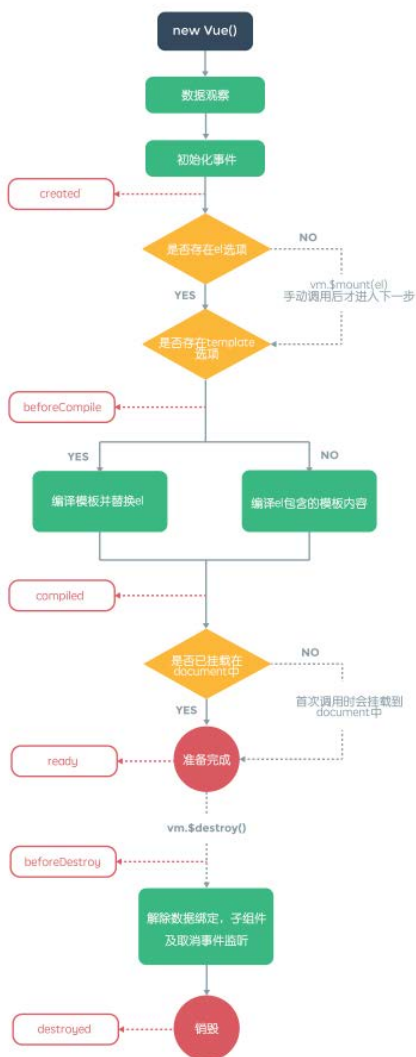 new Vue()
数据观察
初始化事件
created
是否存在el选项
NO
vm.$mount(el)
手动调用后才进入下一步
YES
是否存在template
选项
beforeCompile
YES
NO
编译模板并替换el
编译el包含的模板内容
compiled
是否已挂载在
document中
NO
首次调用时会挂载到
document中
YES
ready
准备完成
vm.$destroy()
beforeDestroy
解除数据绑定，子组件
及取消事件监听
destroyed
销毁